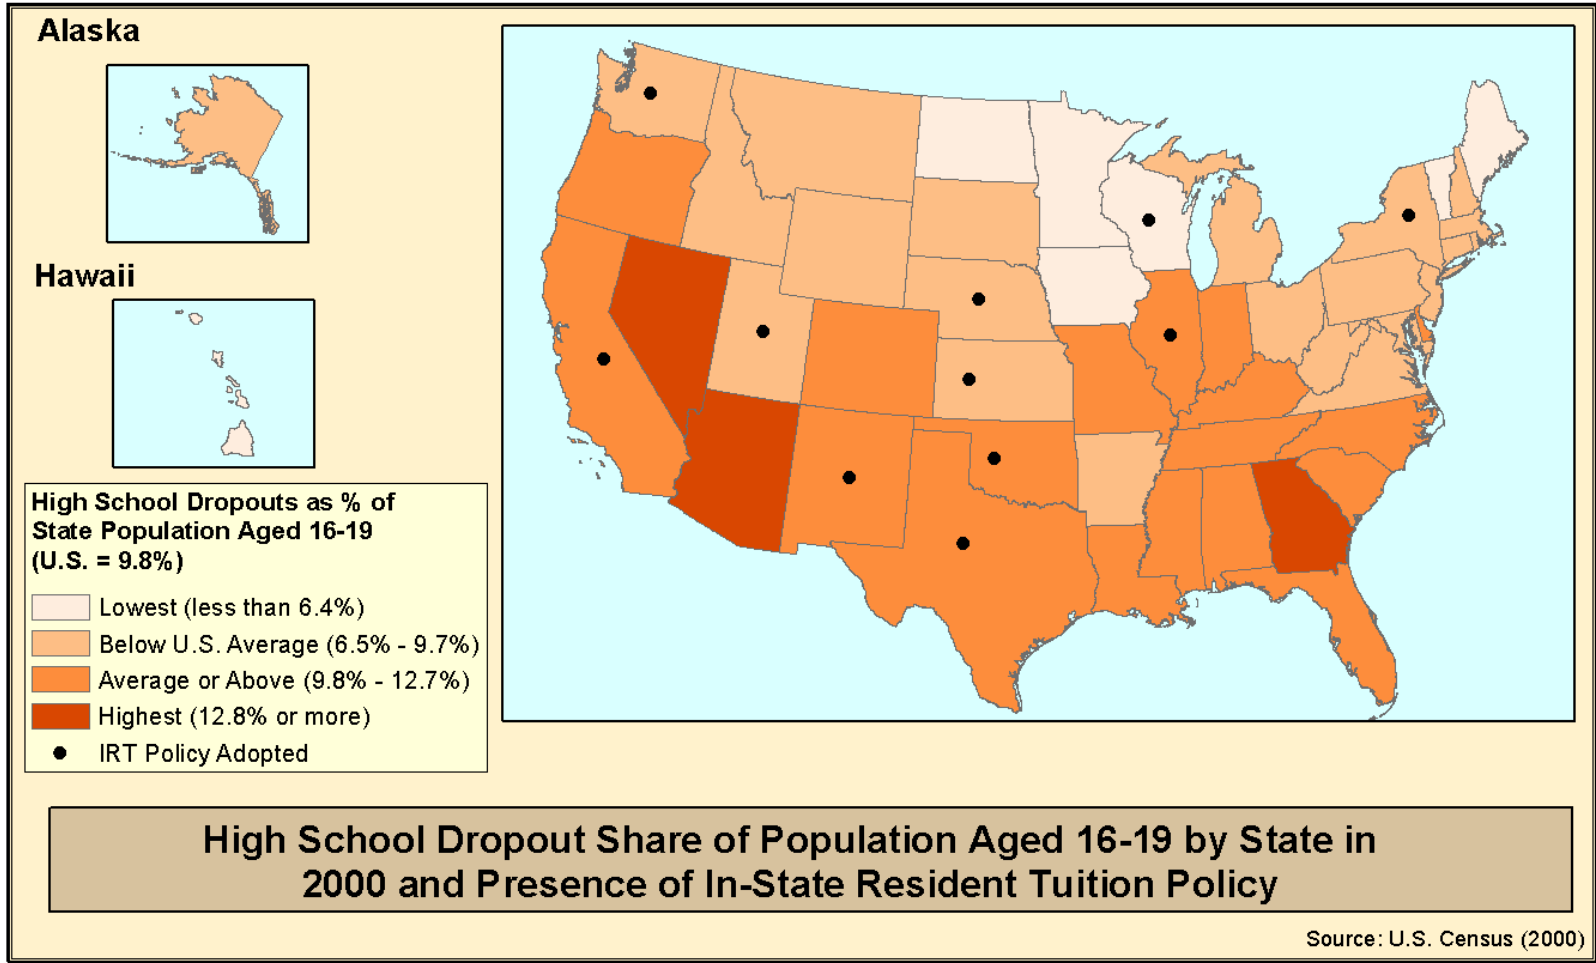 Alaska
Hawaii
High School Dropouts as % of
State Population Aged 16-19
(U.S. = 9.8%)
Lowest (less than 6.4%)
Below U.S. Average (6.5% - 9.7%)
Average or Above (9.8% - 12.7%)
Highest (12.8% or more)
IRT Policy Adopted
High School Dropout Share of Population Aged 16-19 by State in
2000 and Presence of In-State Resident Tuition Policy
Source: U.S. Census (2000)